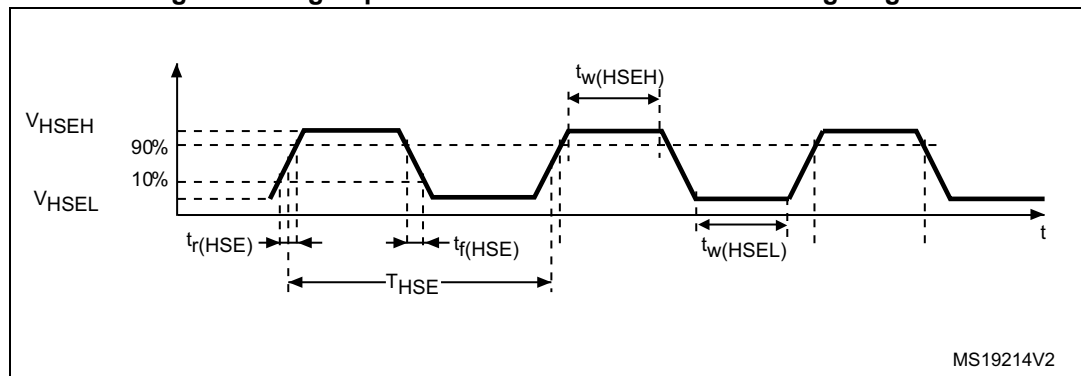 tw(HSEH)
VHSEH
90%
10%
VHSEL
tr(HSE)
tf(HSE)
tw(HSEL)
t
THSE
MS19214V2